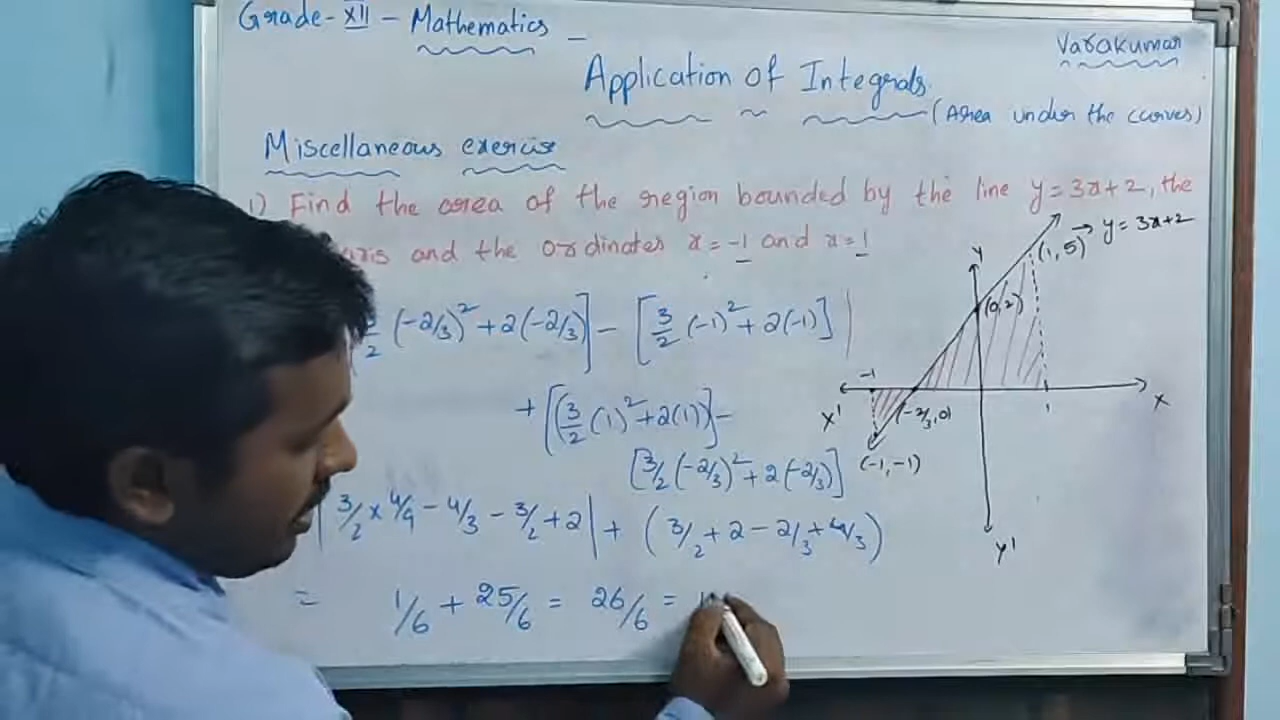 Grade-XII - Mathematics
Varakumar
Application of Integrals
(Area under the curves)
Miscellaneous exercise
1) Find the area of the region bounded by the line y=3x+2, the
axis and the ordinates x=-1 and x=1
/2 (-2/3)² + 2(-2/3)] - [3/2 (-1)² + 2(-1)] |
+ [(3/2 (1)² + 2(1)] -
[3/2 (-2/3)² + 2(-2/3)]
| 3/2 × 4/9 - 4/3 - 3/2 + 2 | + ( 3/2 + 2 - 2/3 + 4/3 )
= 1/6 + 25/6 = 26/6 =
→ y = 3x+2
(1, 5)
Y
(0,2)
-1
X'
(-2/3, 0)
1
X
(-1, -1)
Y'